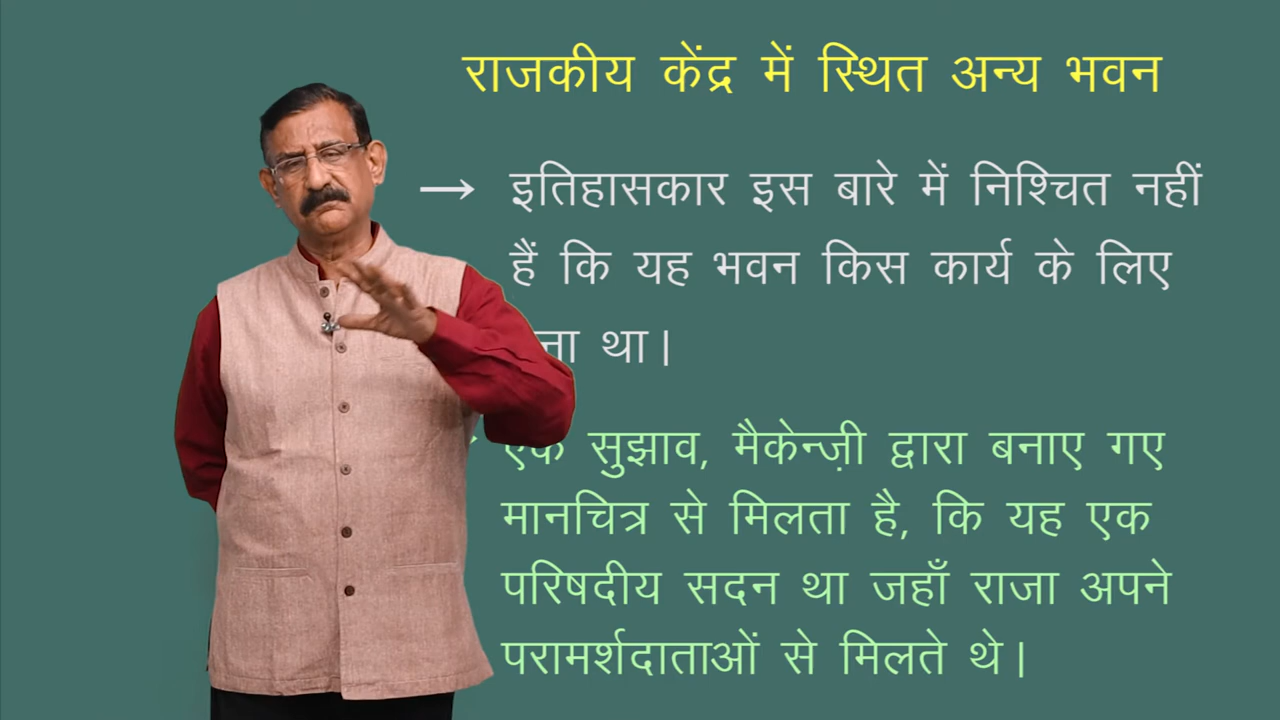 राजकीय केंद्र में स्थित अन्य भवन
→ इतिहासकार इस बारे में निश्चित नहीं
हैं कि यह भवन किस कार्य के लिए
था।
एक सुझाव, मैकेन्ज़ी द्वारा बनाए गए
मानचित्र से मिलता है, कि यह एक
परिषदीय सदन था जहाँ राजा अपने
परामर्शदाताओं से मिलते थे।